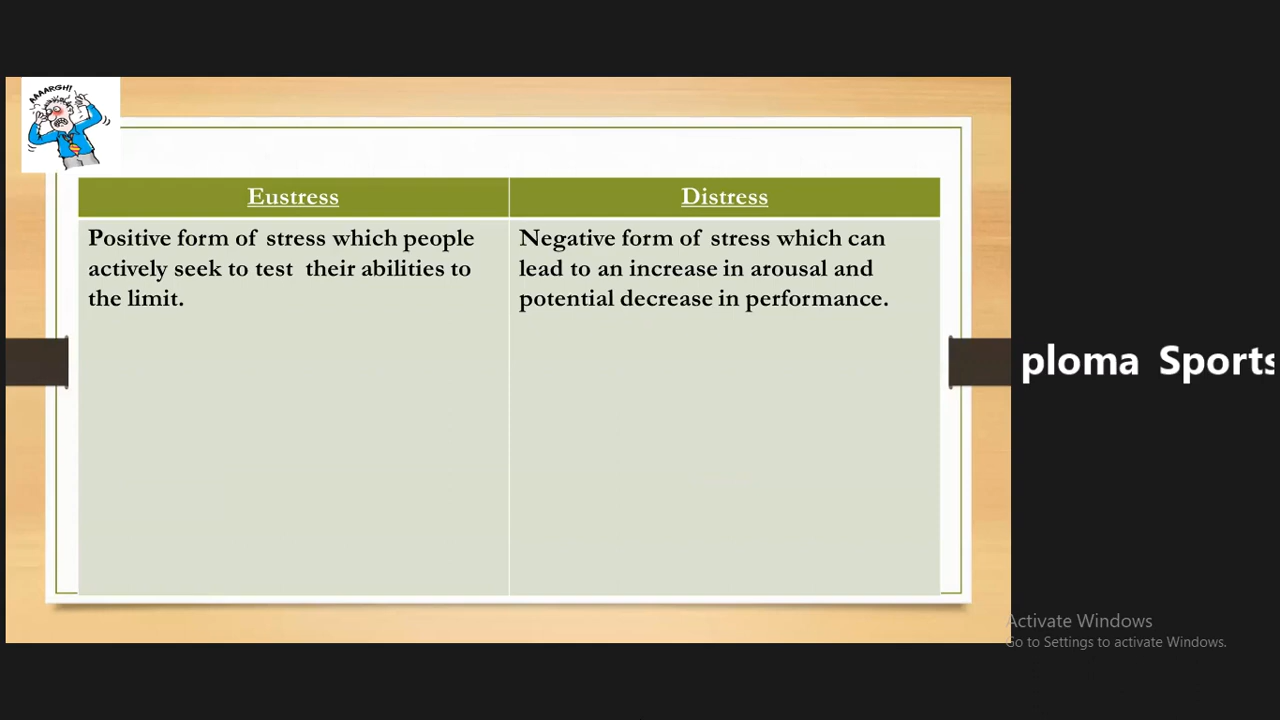 AAAARGH!
Eustress
Distress
Positive form of stress which people
actively seek to test their abilities to
the limit.
Negative form of stress which can
lead to an increase in arousal and
potential decrease in performance.
ploma Sports
Activate Windows
Go to Settings to activate Windows.